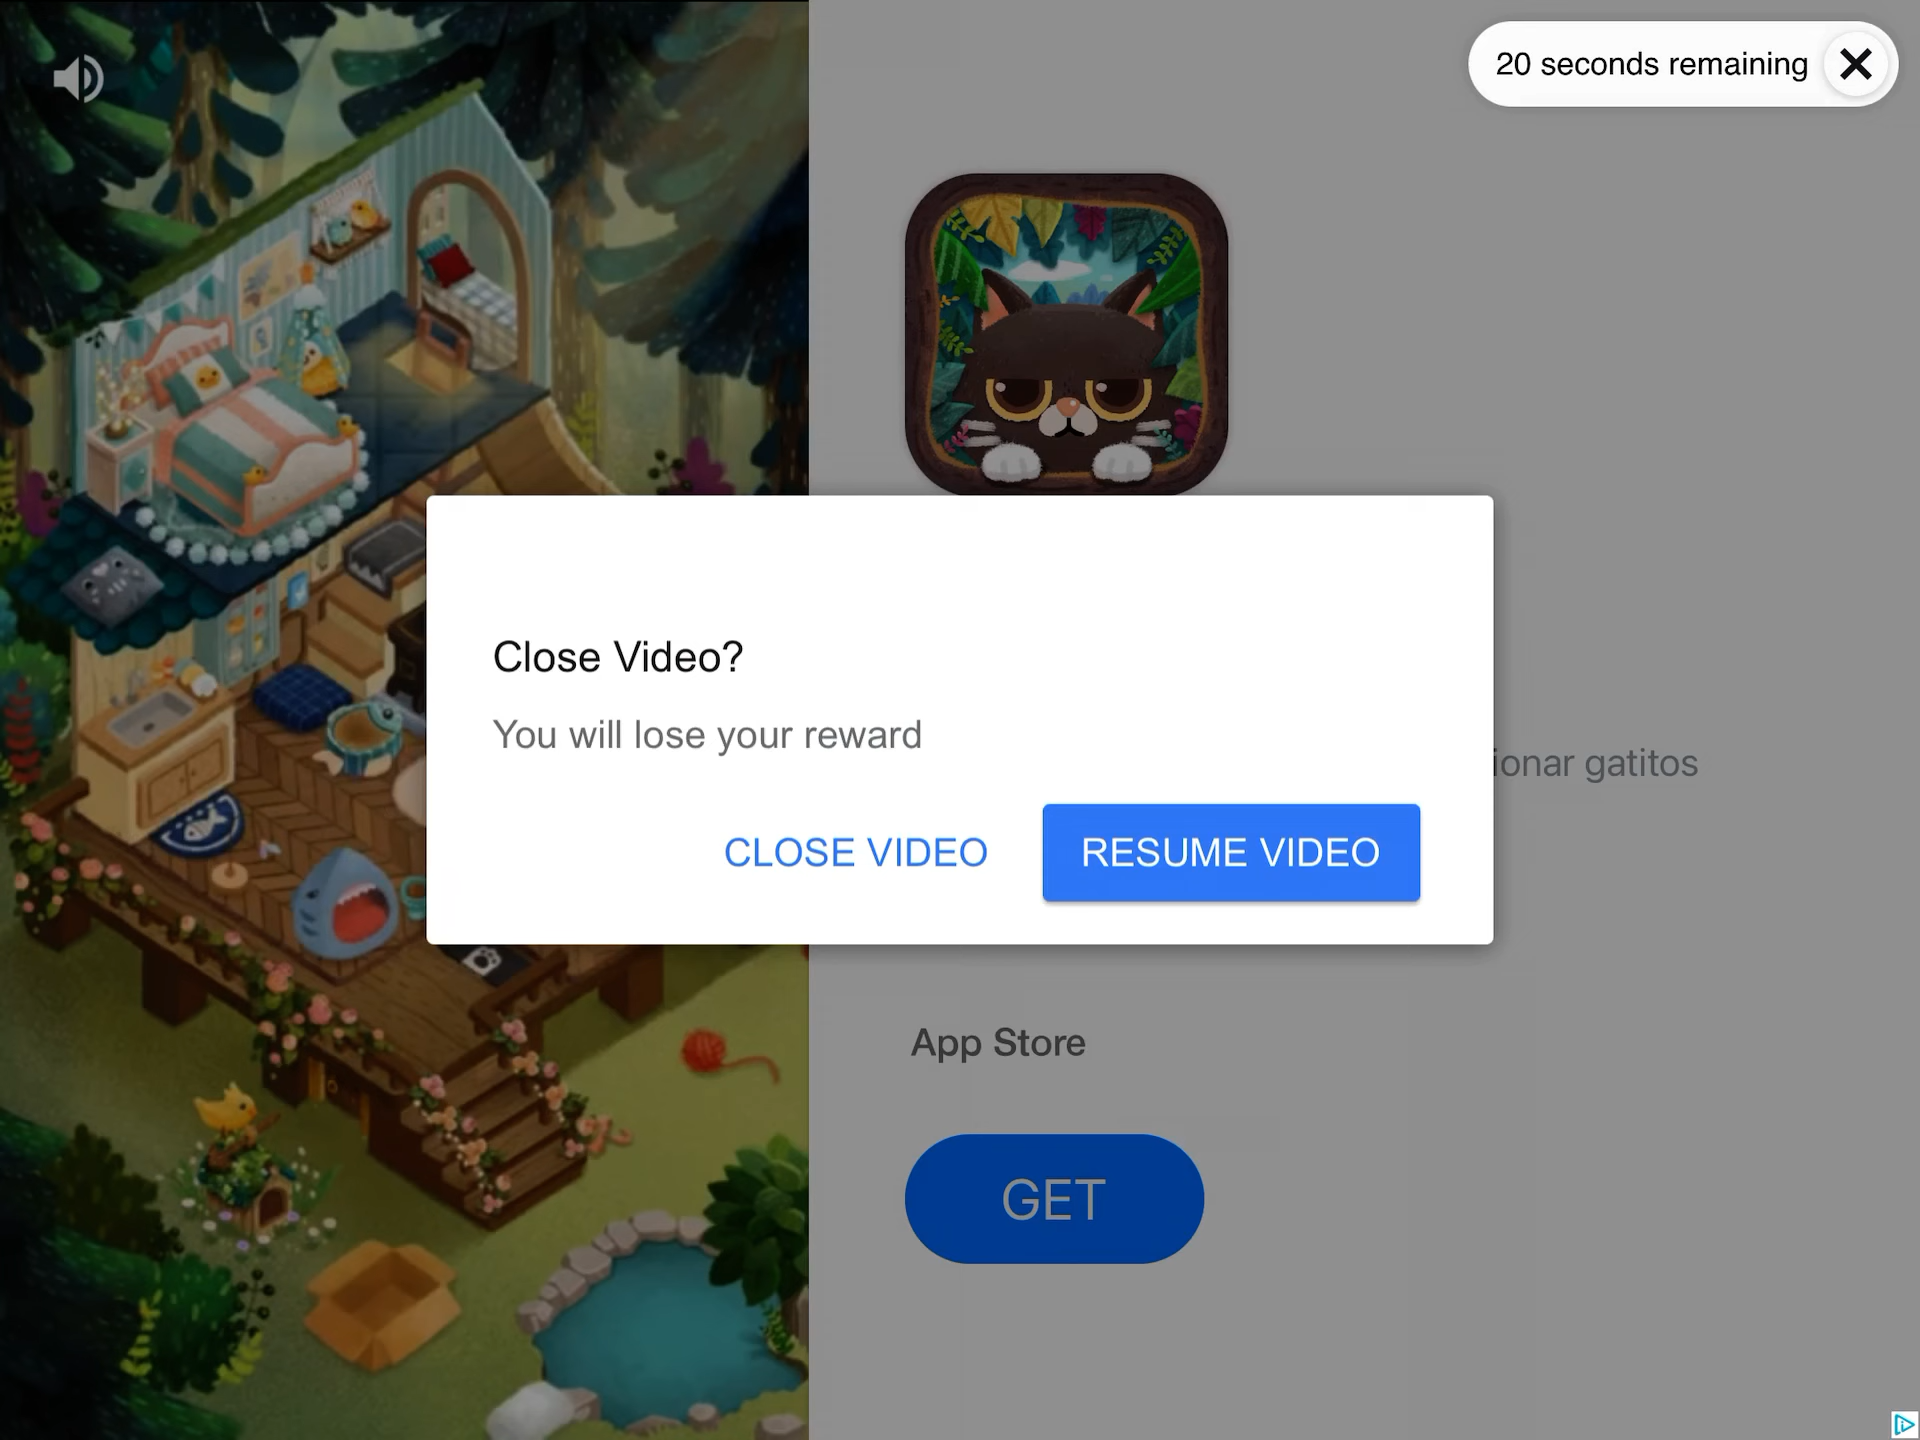 20 seconds remaining
Close Video?
You will lose your reward
ionar gatitos
CLOSE VIDEO
RESUME VIDEO
App Store
GET